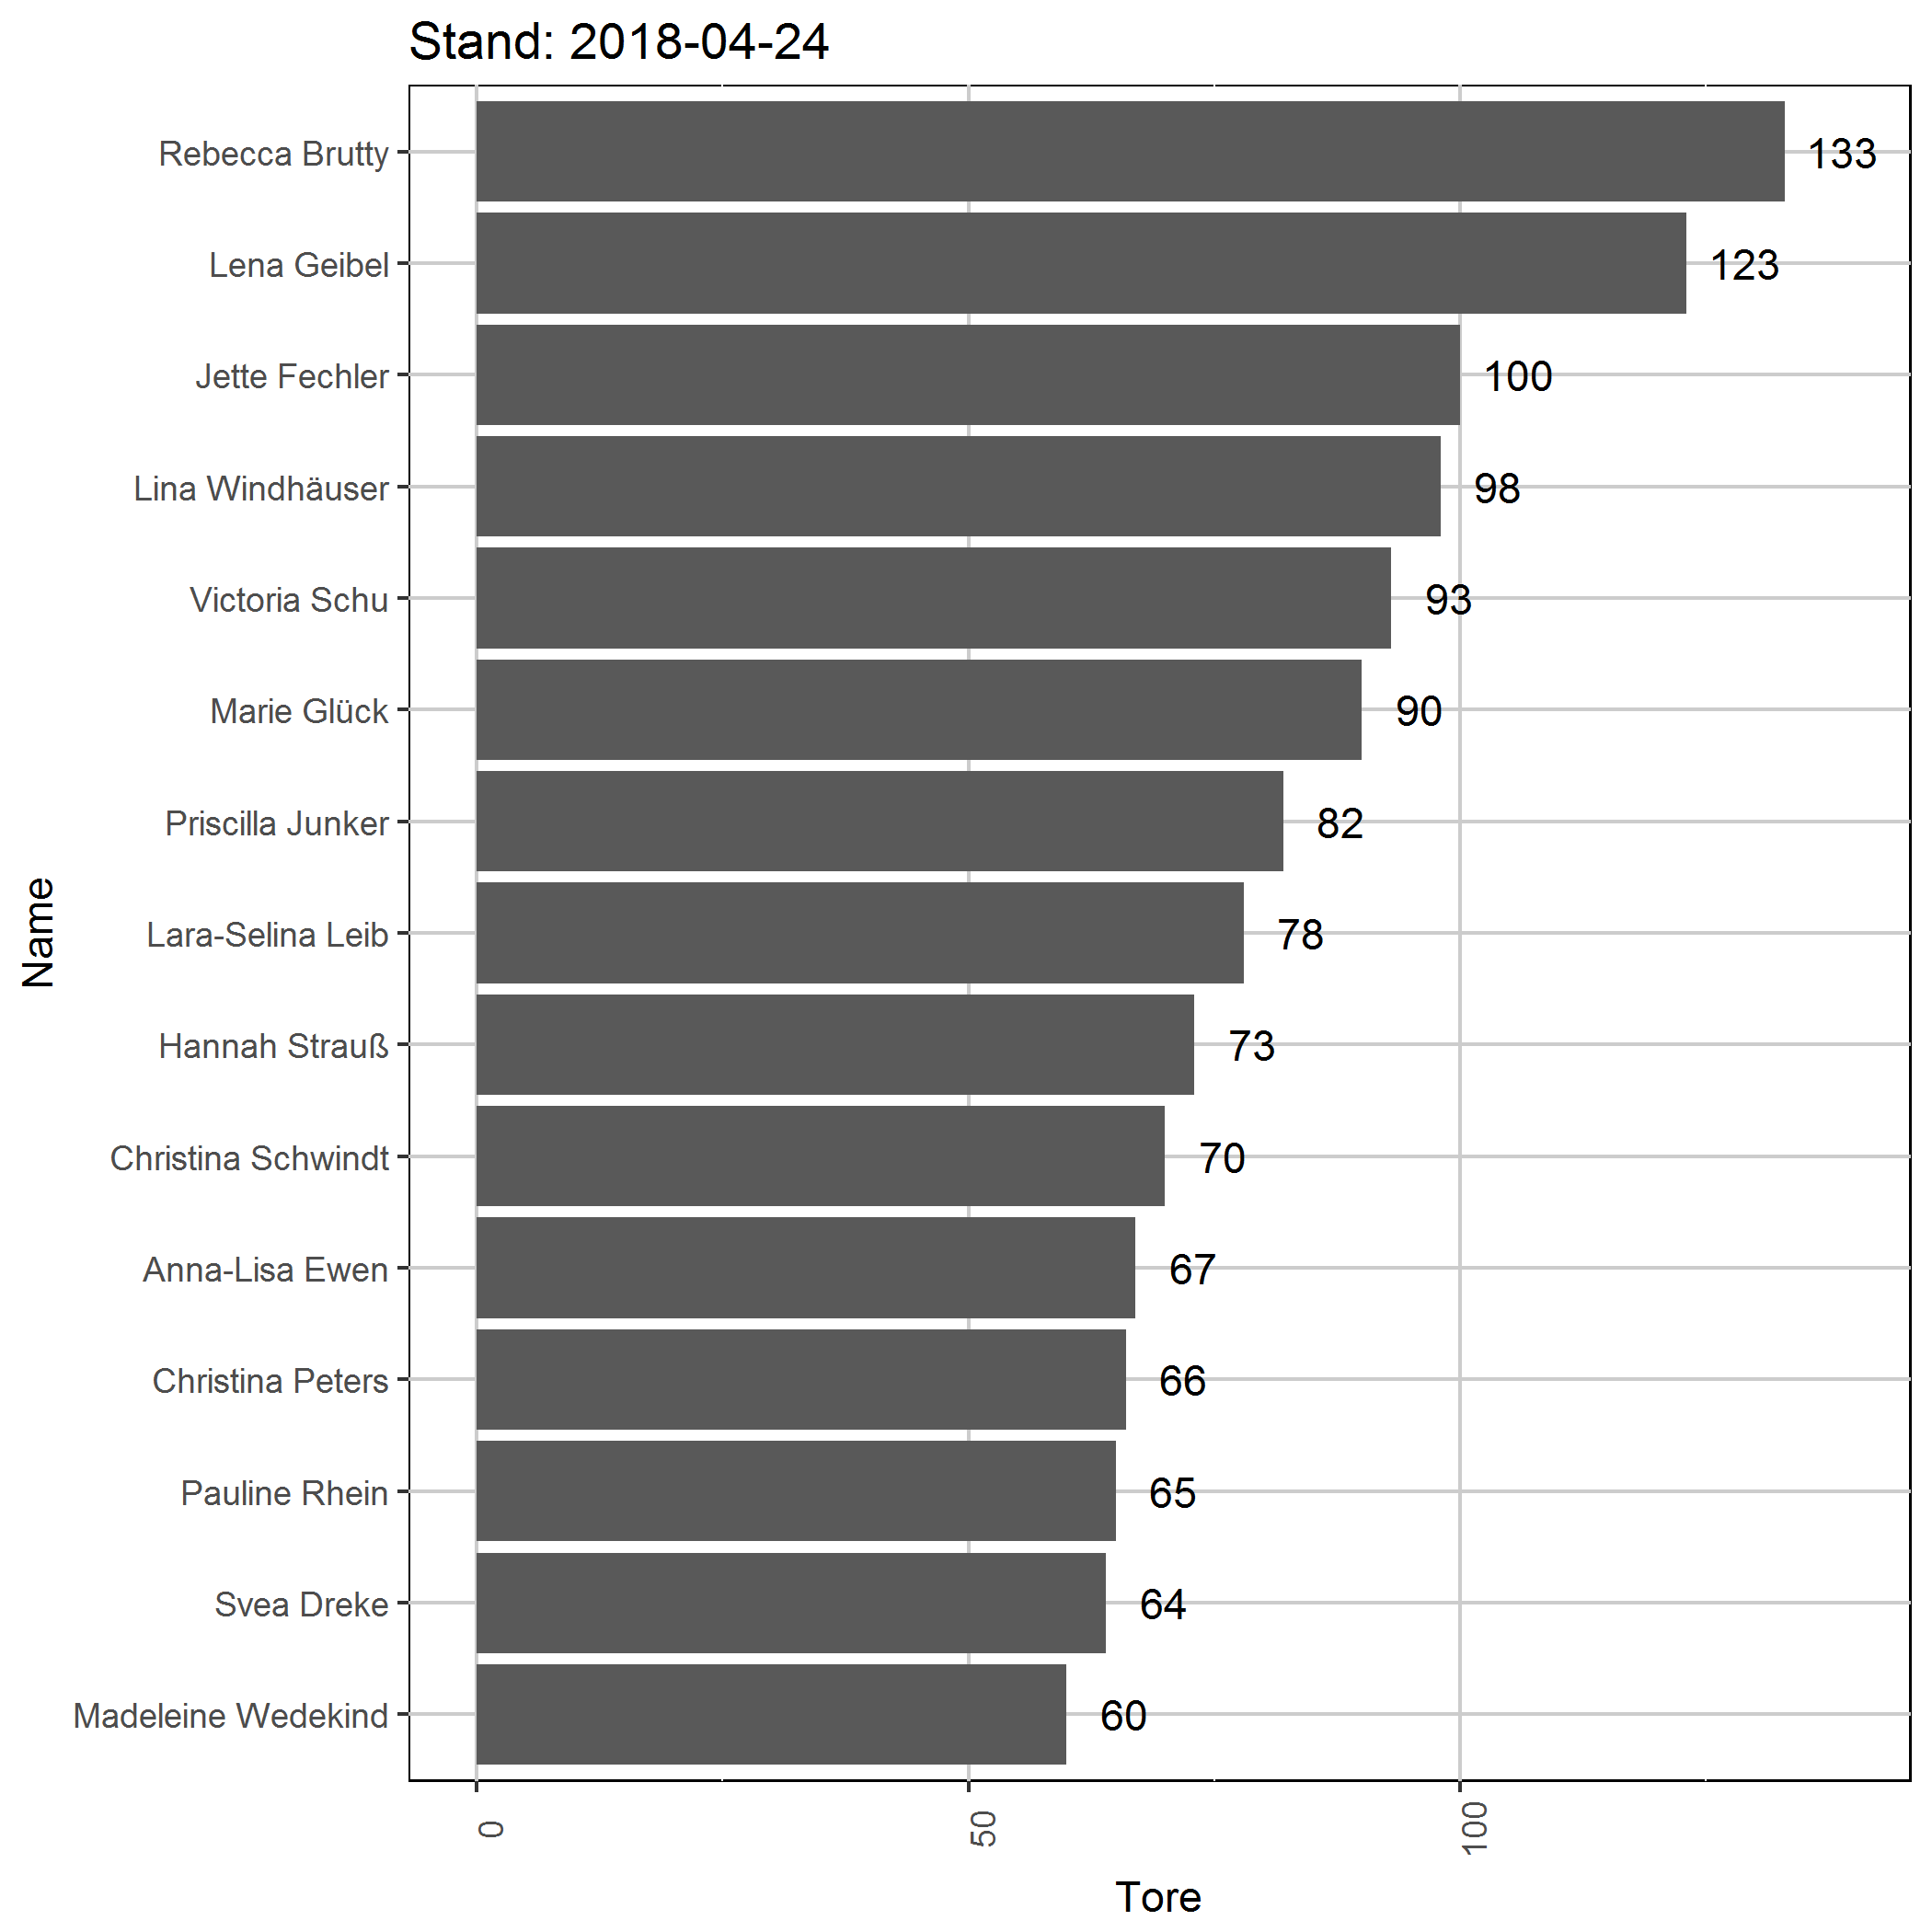 Stand: 2018-04-24
Rebecca Brutty 133
Lena Geibel 123
Jette Fechler 100
Lina Windhäuser 98
Victoria Schu 93
Marie Glück 90
Priscilla Junker 82
Lara-Selina Leib 78
Hannah Strauß 73
Christina Schwindt 70
Anna-Lisa Ewen 67
Christina Peters 66
Pauline Rhein 65
Svea Dreke 64
Madeleine Wedekind 60
Name
0 50 100
Tore